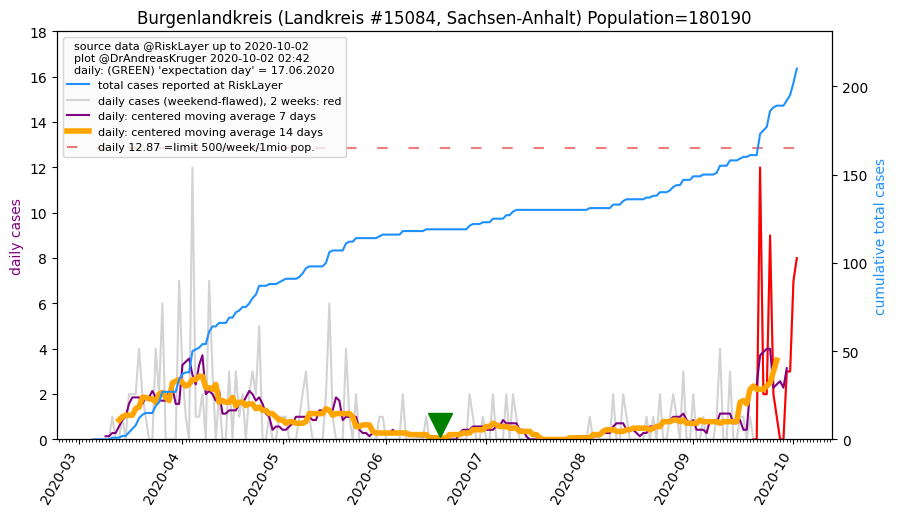 Burgenlandkreis (Landkreis #15084, Sachsen-Anhalt) Population=180190
source data @RiskLayer up to 2020-10-02
plot @DrAndreasKruger 2020-10-02 02:42
daily: (GREEN) 'expectation day' = 17.06.2020
total cases reported at RiskLayer
daily cases (weekend-flawed), 2 weeks: red
daily: centered moving average 7 days
daily: centered moving average 14 days
daily 12.87 =limit 500/week/1mio pop.
daily cases
18
16
14
12
10
8
6
4
2
0
cumulative total cases
200
150
100
50
0
2020-03
2020-04
2020-05
2020-06
2020-07
2020-08
2020-09
2020-10